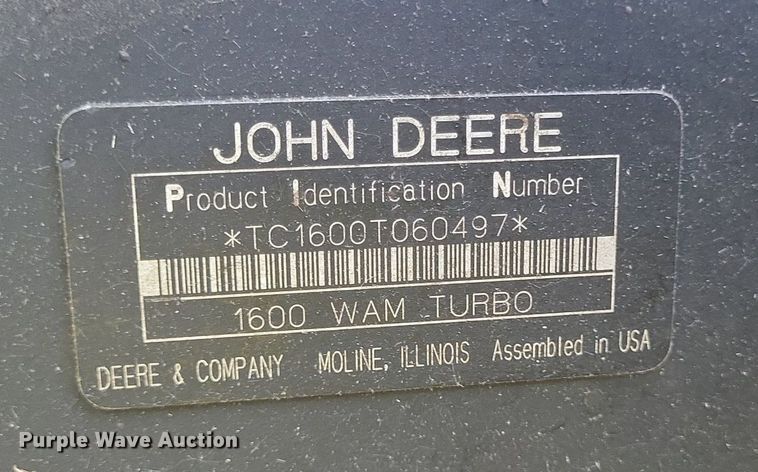 JOHN DEERE
Product Identification Number
*TC1600T060497*
1600 WAM TURBO
DEERE & COMPANY MOLINE, ILLINOIS Assembled in USA
Purple Wave Auction